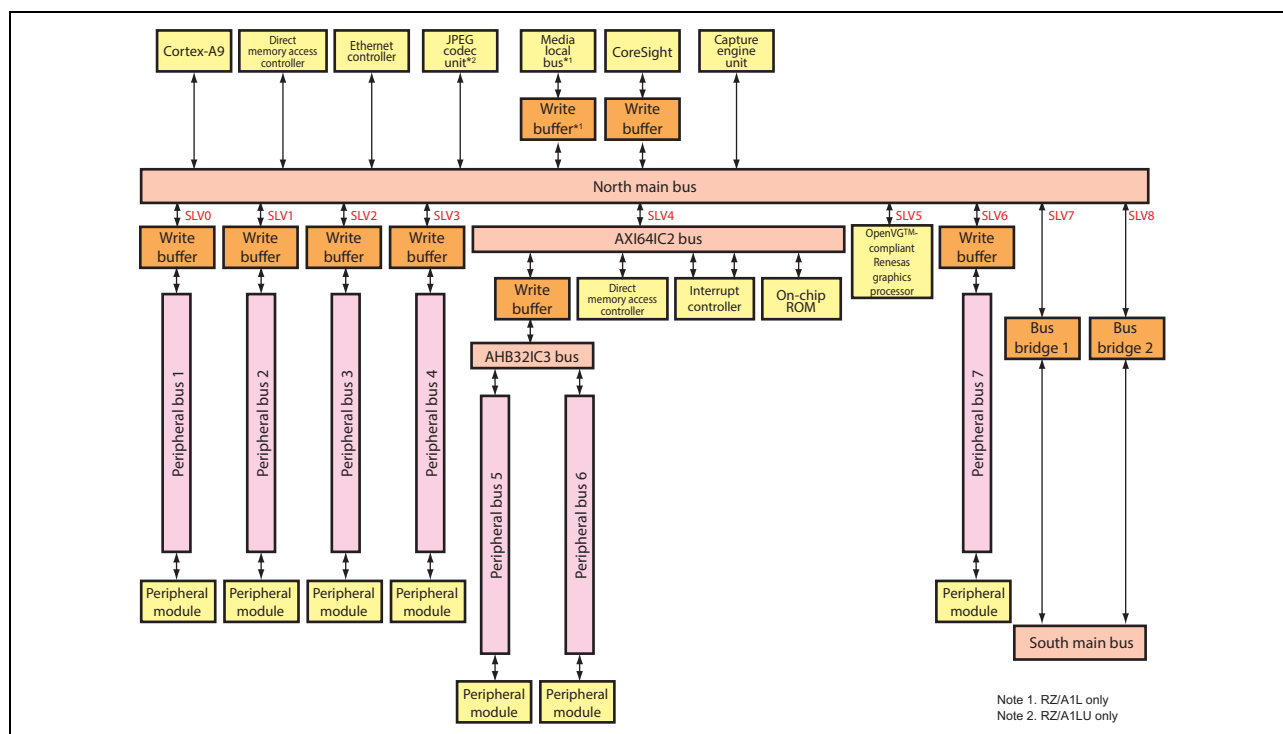 Cortex-A9
Direct
memory access
controller
Ethernet
controller
JPEG
codec
unit*2
Media
local
bus*1
CoreSight
Capture
engine
unit
Write
buffer*1
Write
buffer
North main bus
SLV0
SLV1
SLV2
SLV3
SLV4
SLV5
SLV6
SLV7
SLV8
Write
buffer
Write
buffer
Write
buffer
Write
buffer
AXI64IC2 bus
OpenVG™-
compliant
Renesas
graphics
processor
Write
buffer
Write
buffer
Direct
memory access
controller
Interrupt
controller
On-chip
ROM
Bus
bridge 1
Bus
bridge 2
AHB32IC3 bus
Peripheral bus 1
Peripheral bus 2
Peripheral bus 3
Peripheral bus 4
Peripheral bus 5
Peripheral bus 6
Peripheral bus 7
Peripheral
module
Peripheral
module
Peripheral
module
Peripheral
module
Peripheral
module
South main bus
Peripheral
module
Peripheral
module
Note 1. RZ/A1L only
Note 2. RZ/A1LU only